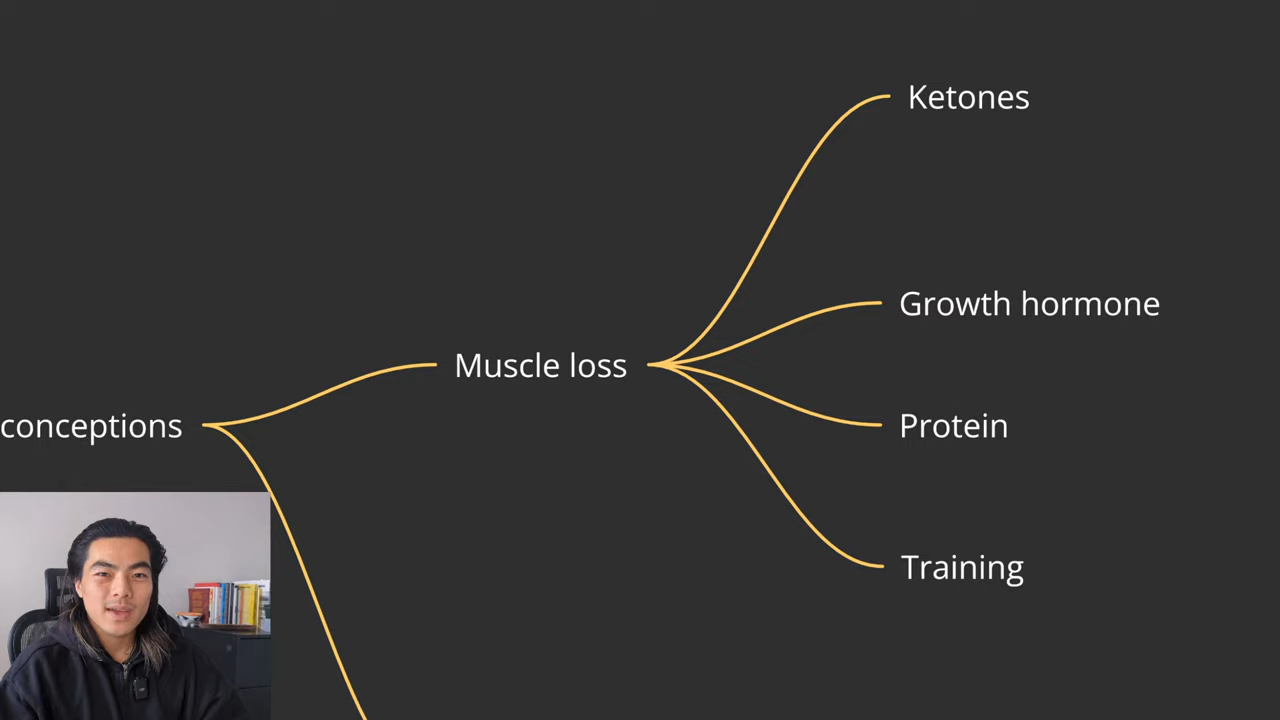 Ketones
Growth hormone
Muscle loss
conceptions
Protein
Training